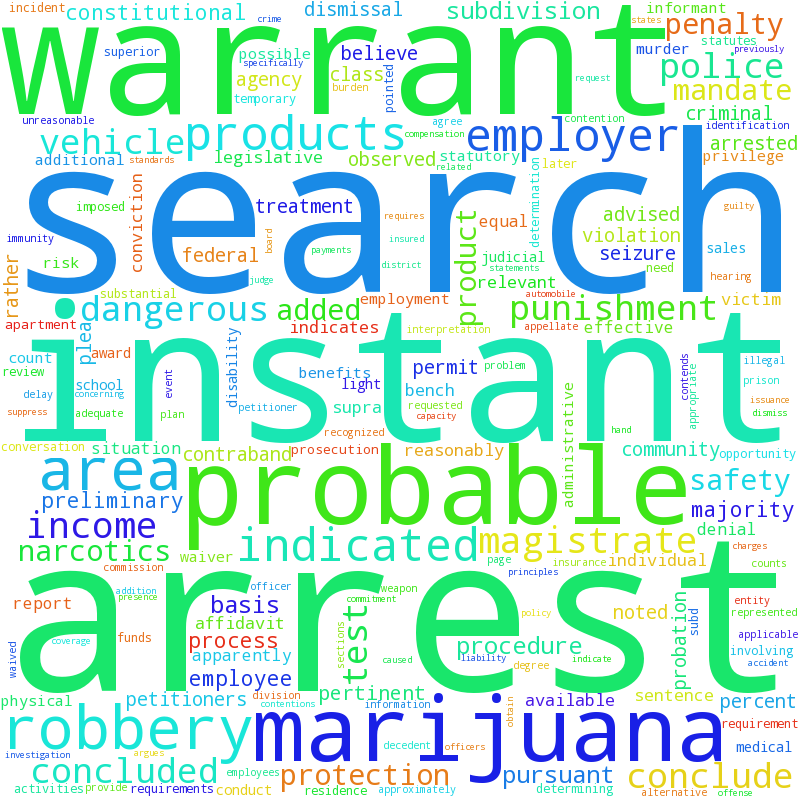 incident
constitutional
crime
dismissal
subdivision
informant
states
penalty
warrant
superior
possible
specifically
believe
statutes
previously
murder
police
agency
class
pointed
request
mandate
temporary
burden
criminal
unreasonable
vehicle
products
agree
compensation
employer
contention
identification
arrested
additional
standards
legislative
observed
statutory
related
determination
later
privilege
search
imposed
conviction
treatment
requires
product
equal
advised
guilty
immunity
federal
board
payments
insured
violation
judicial
seizure
sales
risk
district
statements
need
hearing
rather
substantial
judge
relevant
automobile
victim
dangerous
added
employment
punishment
apartment
plea
indicates
interpretation
appellate
effective
instant
count
award
disability
benefits
permit
problem
contends
illegal
review
school
event
light
bench
appropriate
prison
delay
concerning
petitioner
supra
requested
administrative
issuance
suppress
adequate
plan
capacity
hand
dismiss
conversation
situation
contraband
recognized
prosecution
reasonably
community
opportunity
area
probable
safety
preliminary
majority
income
indicated
magistrate
denial
narcotics
waiver
page
insurance
individual
charges
commission
principles
counts
arrest
addition
presence
officer
weapon
commitment
entity
report
basis
policy
noted
probation
subd
represented
affidavit
test
applicable
funds
process
sections
procedure
involving
waived
coverage
apparently
caused
liability
degree
indicate
accident
employee
physical
petitioners
division
contentions
pertinent
information
obtain
available
sentence
percent
robbery
marijuana
requirement
investigation
argues
decedent
officers
medical
concluded
employees
protection
pursuant
conclude
activities
provide
requirements
conduct
residence
approximately
determining
alternative
offense